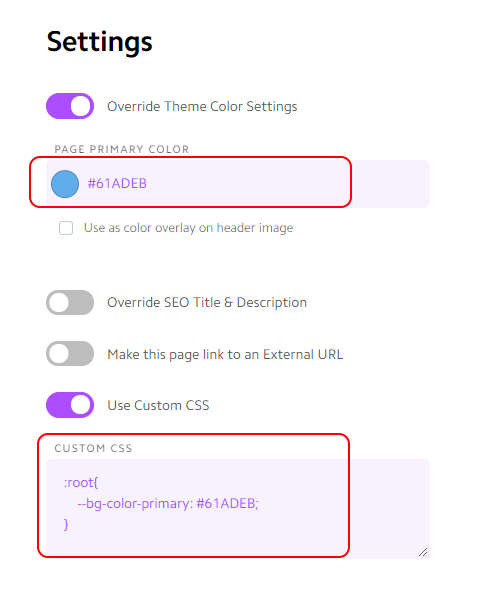 Settings
Override Theme Color Settings
PAGE PRIMARY COLOR
#61ADEB
Use as color overlay on header image
Override SEO Title & Description
Make this page link to an External URL
Use Custom CSS
CUSTOM CSS
:root{
--bg-color-primary: #61ADEB;
}